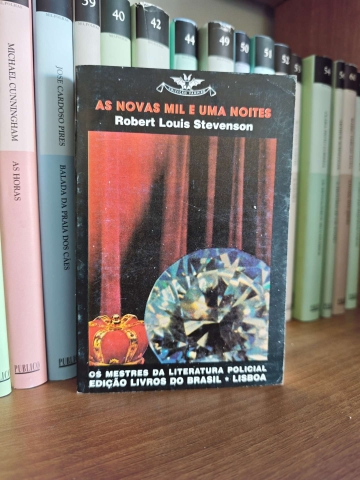 AS NOVAS MIL E UMA NOITES
Robert Louis Stevenson
OS MESTRES DA LITERATURA POLICIAL
EDIÇÃO LIVROS DO BRASIL • LISBOA
MICHAEL CUNNINGHAM
AS HORAS
PUBLICO
39
JOSÉ CARDOSO PIRES
BALADA DA PRAIA DOS CÃES
PUBLICO
40
42
44
49
50
51
52
54